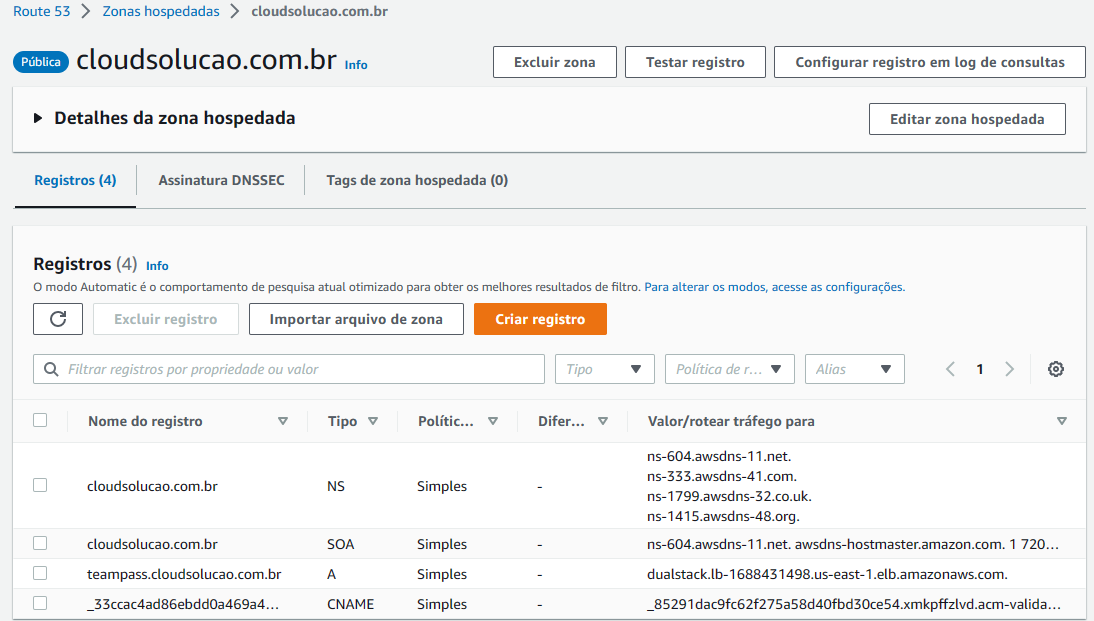 Route 53 > Zonas hospedadas > cloudsolucao.com.br
Pública cloudsolucao.com.br Info
Excluir zona Testar registro Configurar registro em log de consultas
Detalhes da zona hospedada Editar zona hospedada
Registros (4) Assinatura DNSSEC Tags de zona hospedada (0)
Registros (4) Info
O modo Automatic é o comportamento de pesquisa atual otimizado para obter os melhores resultados de filtro. Para alterar os modos, acesse as configurações.
Excluir registro Importar arquivo de zona Criar registro
Filtrar registros por propriedade ou valor Tipo Política de r... Alias 1
Nome do registro Tipo Polític... Difer... Valor/rotear tráfego para
cloudsolucao.com.br NS Simples - ns-604.awsdns-11.net.
ns-333.awsdns-41.com.
ns-1799.awsdns-32.co.uk.
ns-1415.awsdns-48.org.
cloudsolucao.com.br SOA Simples - ns-604.awsdns-11.net. awsdns-hostmaster.amazon.com. 1 720...
teampass.cloudsolucao.com.br A Simples - dualstack.lb-1688431498.us-east-1.elb.amazonaws.com.
_33ccac4ad86ebdd0a469a4... CNAME Simples - _85291dac9fc62f275a58d40fbd30ce54.xmkpffzlvd.acm-valida...